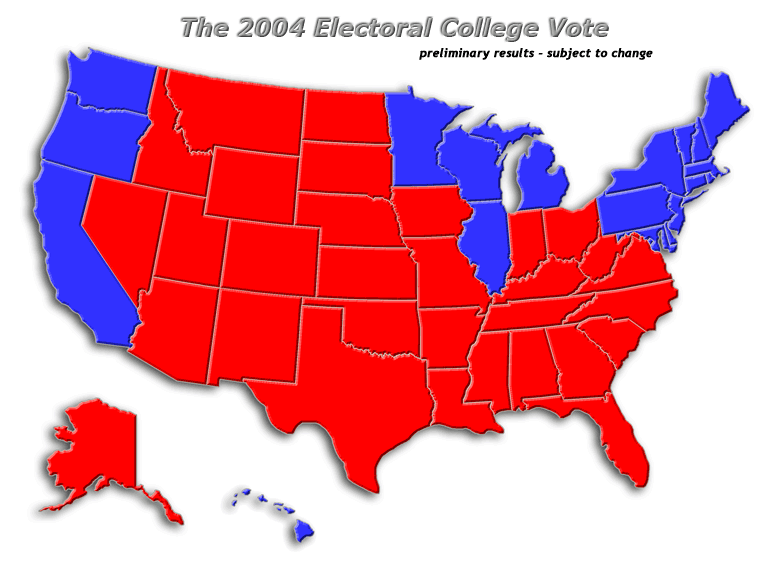 The 2004 Electoral College Vote
preliminary results - subject to change